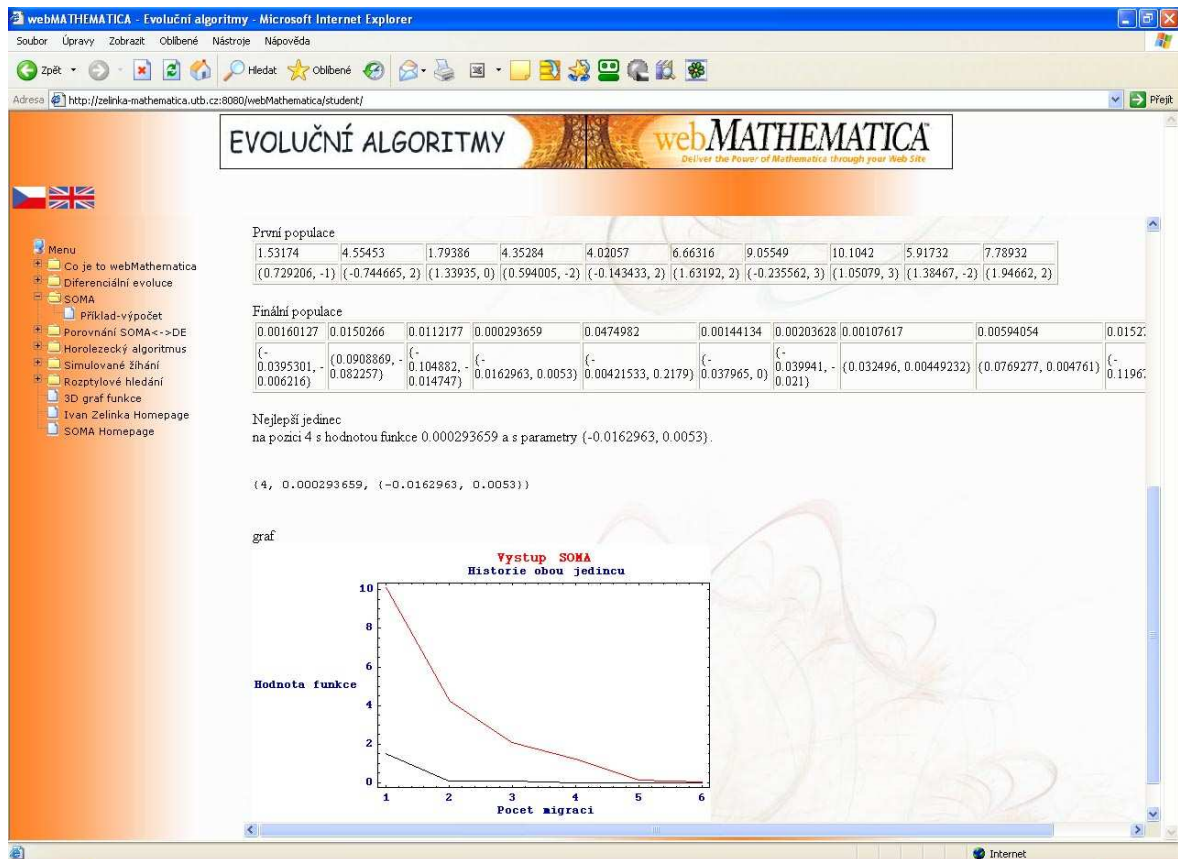 webMATHEMATICA - Evoluční algoritmy - Microsoft Internet Explorer
Soubor Úpravy Zobrazit Oblíbené Nástroje Nápověda
Zpět Hledat Oblíbené
Adresa http://zelinka-mathematica.utb.cz:8080/webMathematica/student/ Přejít
EVOLUČNÍ ALGORITMY webMATHEMATICA
Deliver the Power of Mathematica through your Web Site
Menu
Co je to webMathematica
Diferenciální evoluce
SOMA
Příklad-výpočet
Porovnání SOMA<->DE
Horolezecký algoritmus
Simulované žíhání
Rozptylové hledání
3D graf funkce
Ivan Zelinka Homepage
SOMA Homepage
První populace
1.53174 4.55453 1.79386 4.35284 4.02057 6.66316 9.05549 10.1042 5.91732 7.78932
{0.729206, -1} {-0.744665, 2} {1.33935, 0} {0.594005, -2} {-0.143433, 2} {1.63192, 2} {-0.235562, 3} {1.05079, 3} {1.38467, -2} {1.94662, 2}
Finální populace
0.00160127 0.0150266 0.0112177 0.000293659 0.0474982 0.00144134 0.00203628 0.00107617 0.00594054 0.0152
{-0.0395301, -0.006216} {0.0908869, -0.082257} {-0.104882, -0.014747} {-0.0162963, 0.0053} {-0.00421533, 0.2179} {-0.037965, 0} {-0.039941, -0.021} {0.032496, 0.00449232} {0.0769277, 0.004761} {-0.1196
Nejlepší jedinec
na pozici 4 s hodnotou funkce 0.000293659 a s parametry {-0.0162963, 0.0053}.
{4, 0.000293659, {-0.0162963, 0.0053}}
graf
Vystup SOMA
Historie obou jedincu
10
8
6
Hodnota funkce
4
2
0
1 2 3 4 5 6
Pocet migraci
Internet